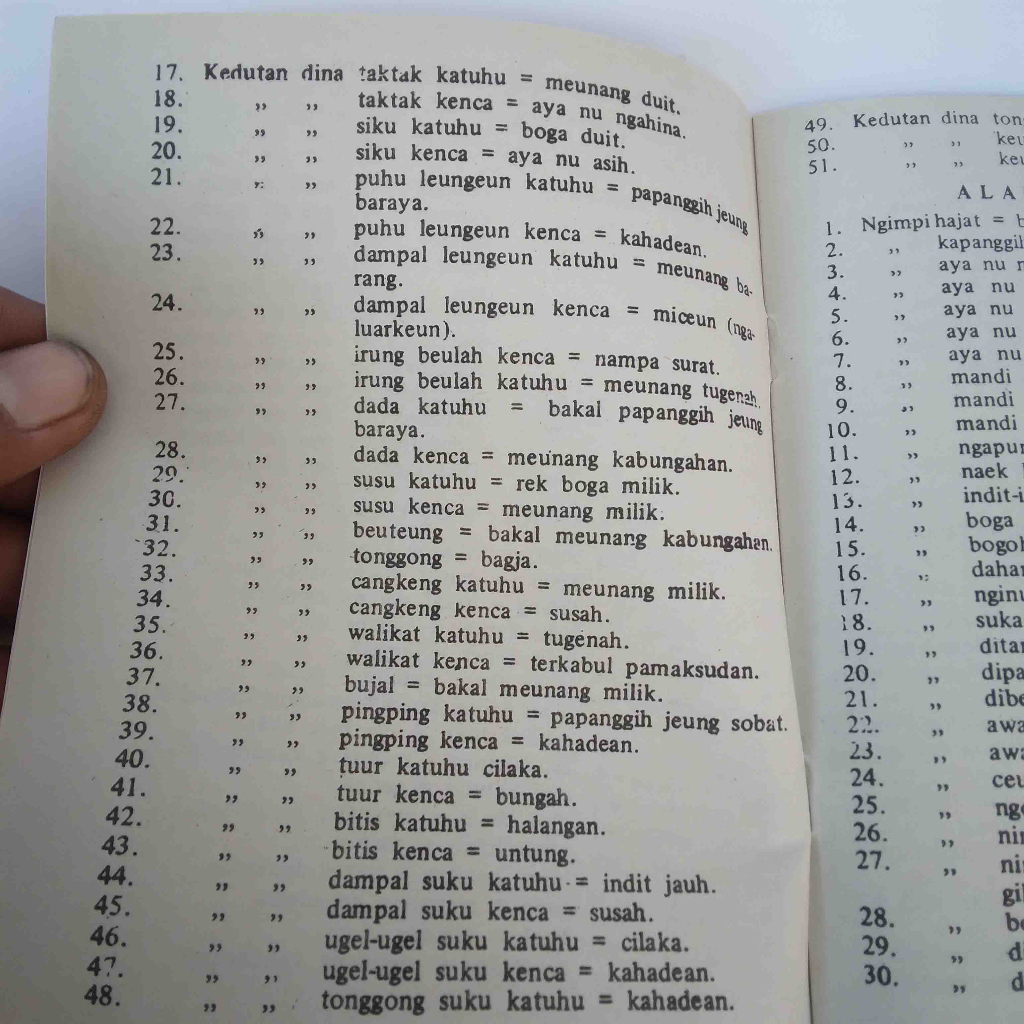 17. Kedutan dina taktak katuhu = meunang duit.
18. ,, ,, taktak kenca = aya nu ngahina.
19. ,, ,, siku katuhu = boga duit.
20. ,, ,, siku kenca = aya nu asih.
21. ,, ,, puhu leungeun katuhu = papanggih jeung
baraya.
22. ,, ,, puhu leungeun kenca = kahadean.
23. ,, ,, dampal leungeun katuhu = meunang ba-
rang.
24. ,, ,, dampal leungeun kenca = miceun (nga-
luarkeun).
25. ,, ,, irung beulah kenca = nampa surat.
26. ,, ,, irung beulah katuhu = meunang tugenah.
27. ,, ,, dada katuhu = bakal papanggih jeung
baraya.
28. ,, ,, dada kenca = meunang kabungahan.
29. ,, ,, susu katuhu = rek boga milik.
30. ,, ,, susu kenca = meunang milik.
31. ,, ,, beuteung = bakal meunang kabungahan.
32. ,, ,, tonggong = bagja.
33. ,, ,, cangkeng katuhu = meunang milik.
34. ,, ,, cangkeng kenca = susah.
35. ,, ,, walikat katuhu = tugenah.
36. ,, ,, walikat kenca = terkabul pamaksudan.
37. ,, ,, bujal = bakal meunang milik.
38. ,, ,, pingping katuhu = papanggih jeung sobat.
39. ,, ,, pingping kenca = kahadean.
40. ,, ,, tuur katuhu cilaka.
41. ,, ,, tuur kenca = bungah.
42. ,, ,, bitis katuhu = halangan.
43. ,, ,, bitis kenca = untung.
44. ,, ,, dampal suku katuhu = indit jauh.
45. ,, ,, dampal suku kenca = susah.
46. ,, ,, ugel-ugel suku katuhu = cilaka.
47. ,, ,, ugel-ugel suku kenca = kahadean.
48. ,, ,, tonggong suku katuhu = kahadean.
49. Kedutan dina
50. ,, ,,
51. ,, ,,
1. Ngimpi hajat =
2. ,,
3. ,, aya nu
4. ,, aya nu
5. ,, aya nu
6. ,, aya nu
7. ,, aya nu
8. ,, mandi
9. ,, mandi
10. ,, mandi
11. ,,
12. ,, naek
13. ,,
14. ,, boga
15. ,,
16. ,,
17. ,,
18. ,, suka
19. ,,
20. ,,
21. ,,
22. ,,
23. ,,
24. ,,
25. ,,
26. ,,
27. ,,
28. ,,
29. ,,
30. ,,